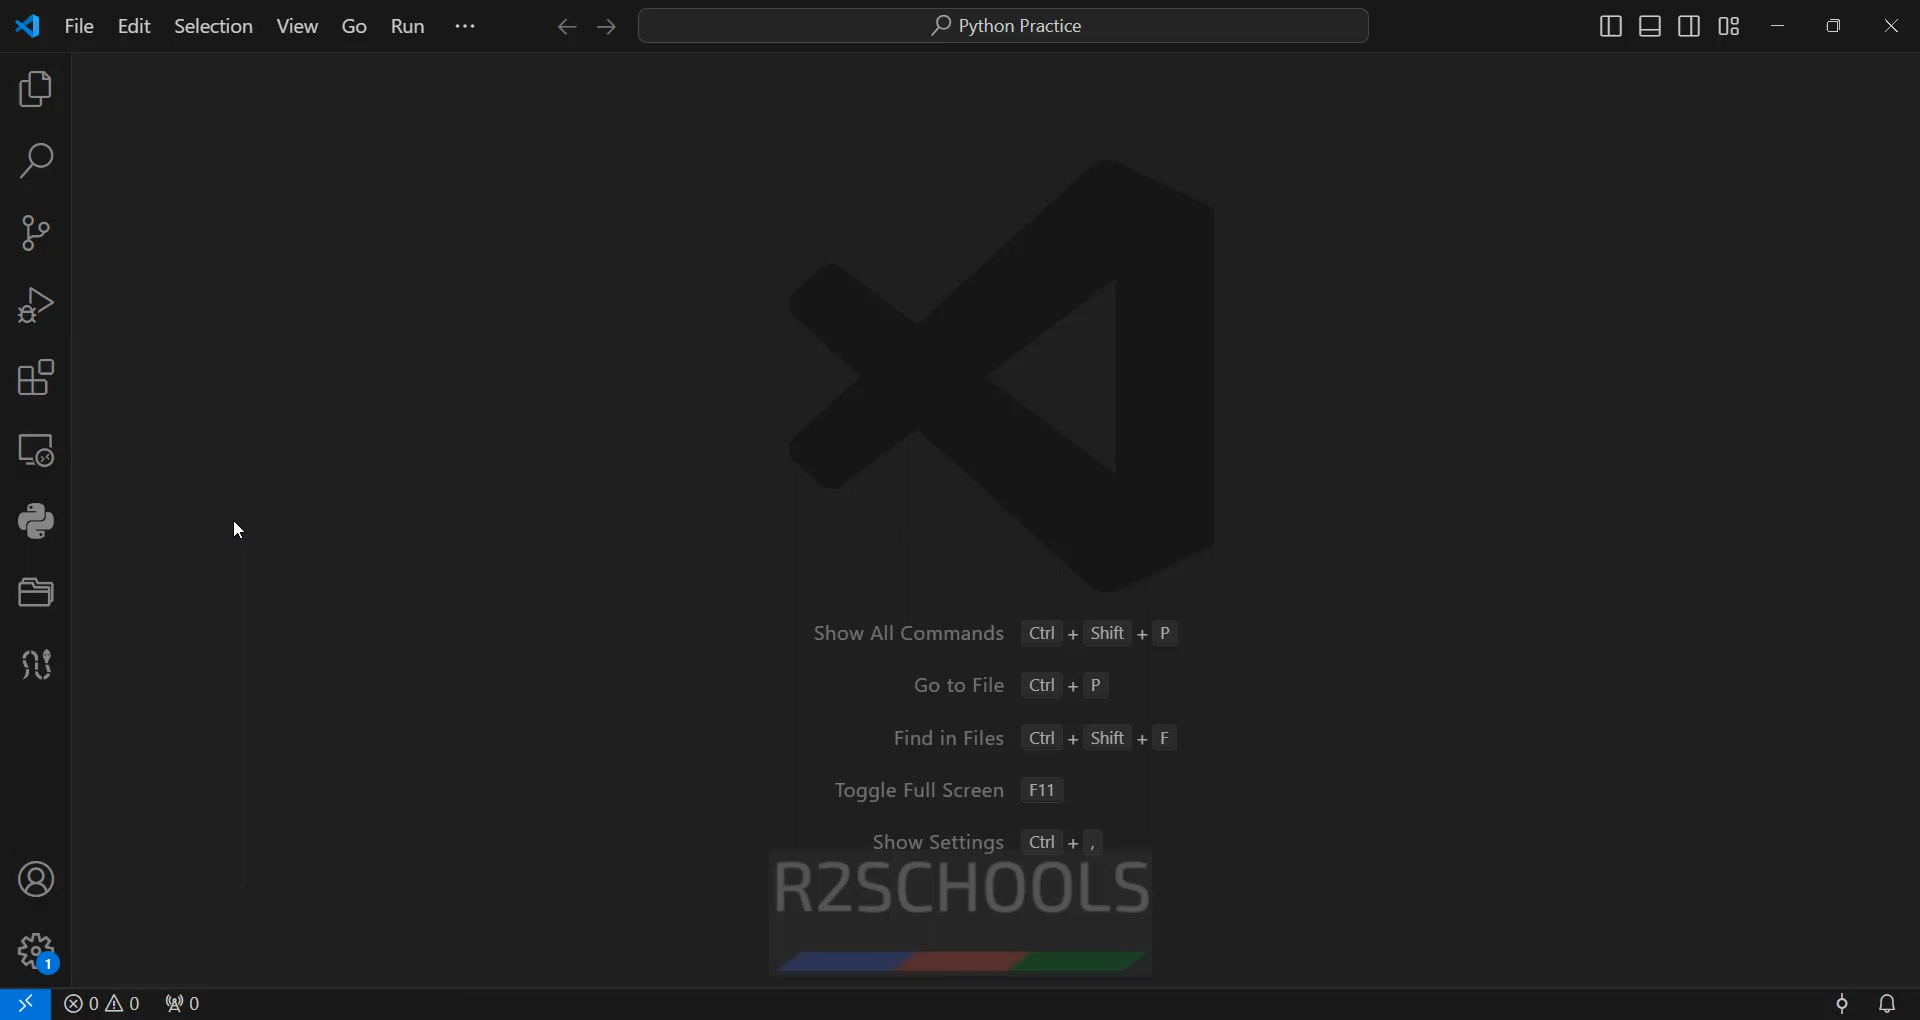 File Edit Selection View Go Run ···
Python Practice
Show All Commands Ctrl + Shift + P
Go to File Ctrl + P
Find in Files Ctrl + Shift + F
Toggle Full Screen F11
Show Settings Ctrl + ,
R2SCHOOLS
1
0 0 0